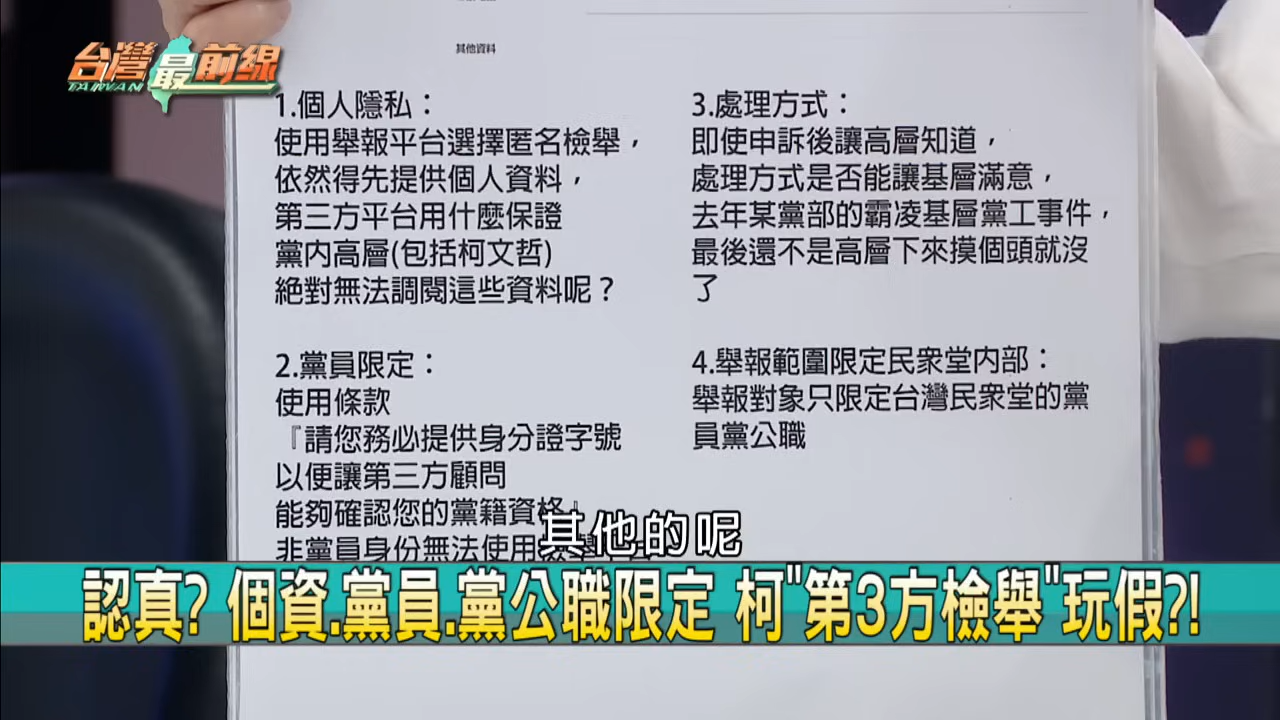 台灣最前線
TAIWAN
其他資料
1.個人隱私：
使用舉報平台選擇匿名檢舉，
依然得先提供個人資料，
第三方平台用什麼保證
黨內高層(包括柯文哲)
絕對無法調閱這些資料呢？
2.黨員限定：
使用條款
『請您務必提供身分證字號
以便讓第三方顧問
能夠確認您的黨籍資格』
非黨員身份無法使用
3.處理方式：
即使申訴後讓高層知道，
處理方式是否能讓基層滿意，
去年某黨部的霸凌基層黨工事件，
最後還不是高層下來摸個頭就沒
了
4.舉報範圍限定民眾堂內部：
舉報對象只限定台灣民眾堂的黨
員黨公職
其他的呢
認真? 個資.黨員.黨公職限定 柯"第3方檢舉"玩假?!